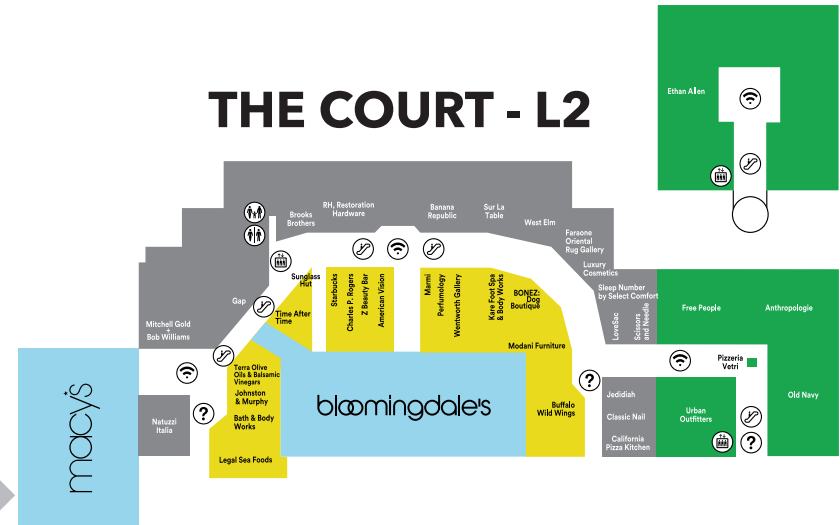 THE COURT - L2
Ethan Allen
Brooks
Brothers
RH, Restoration
Hardware
Banana
Republic
Sur La
Table
West Elm
Faraone
Oriental
Rug Gallery
Luxury
Cosmetics
Sleep Number
by Select Comfort
LoveSac
Scissors
and Needle
Free People
Anthropologie
Gap
Mitchell Gold
+
Bob Williams
Sunglass
Hut
Time After
Time
Starbucks
Charles P. Rogers
Z Beauty Bar
American Vision
Marmi
Perfumology
Wentworth Gallery
Kare Foot Spa
& Body Works
BONEZ:
Dog
Boutique
Modani Furniture
Pizzeria
Vetri
Old Navy
macy's
Natuzzi
Italia
?
Terra Olive
Oils & Balsamic
Vinegars
Johnston
& Murphy
Bath & Body
Works
Legal Sea Foods
bloomingdale's
Buffalo
Wild Wings
?
Jedidiah
Classic Nail
California
Pizza Kitchen
Urban
Outfitters
?